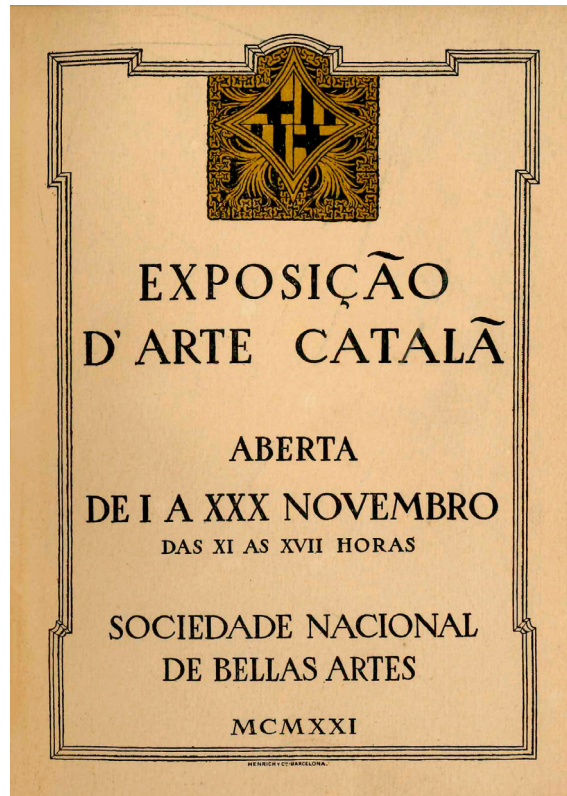 EXPOSIÇÃO
D' ARTE CATALÃ
ABERTA
DE I A XXX NOVEMBRO
DAS XI AS XVII HORAS
SOCIEDADE NACIONAL
DE BELLAS ARTES
MCMXXI
HENRICH Y Cª-BARCELONA.